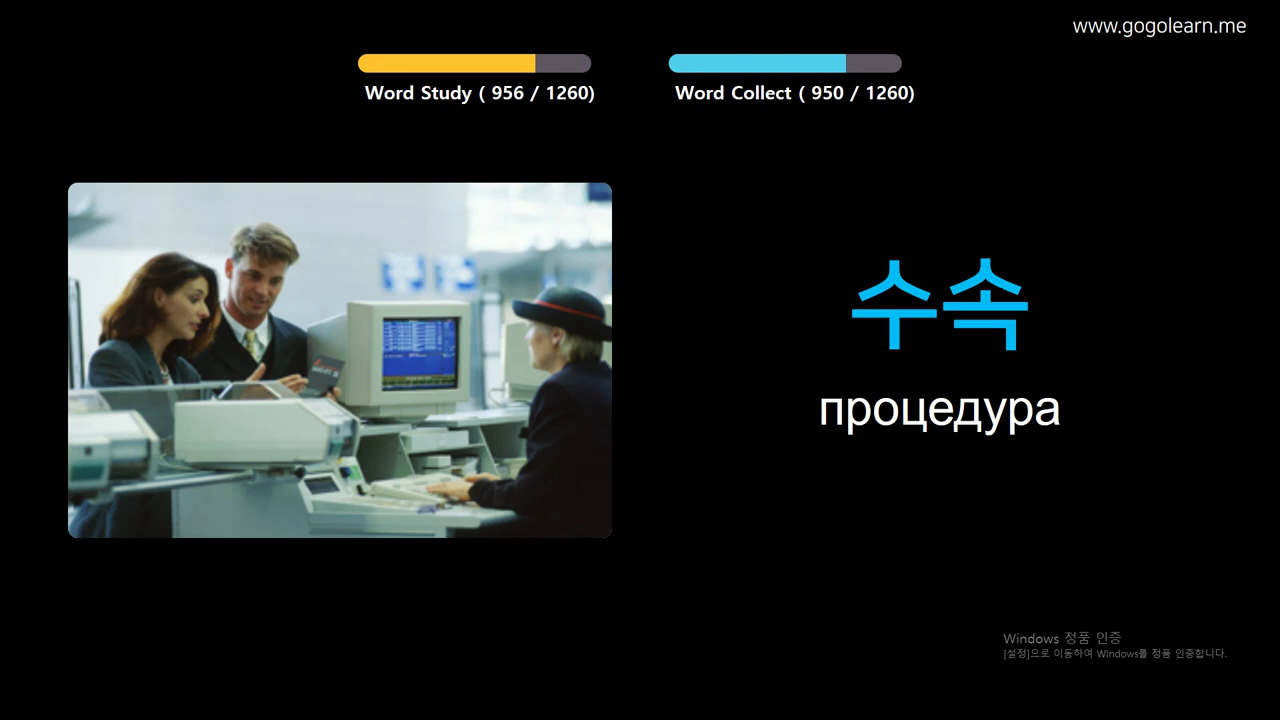 www.gogolearn.me
Word Study ( 956 / 1260)
Word Collect ( 950 / 1260)
수속
процедура
Windows 정품 인증
[설정]으로 이동하여 Windows를 정품 인증합니다.